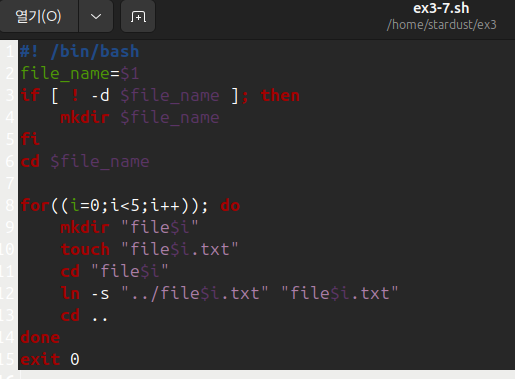 열기(O)
ex3-7.sh
/home/stardust/ex3
1 #! /bin/bash
2 file_name=$1
3 if [ ! -d $file_name ]; then
4     mkdir $file_name
5 fi
6 cd $file_name
7
8 for((i=0;i<5;i++)); do
9     mkdir "file$i"
10     touch "file$i.txt"
11     cd "file$i"
12     ln -s "../file$i.txt" "file$i.txt"
13     cd ..
14 done
15 exit 0